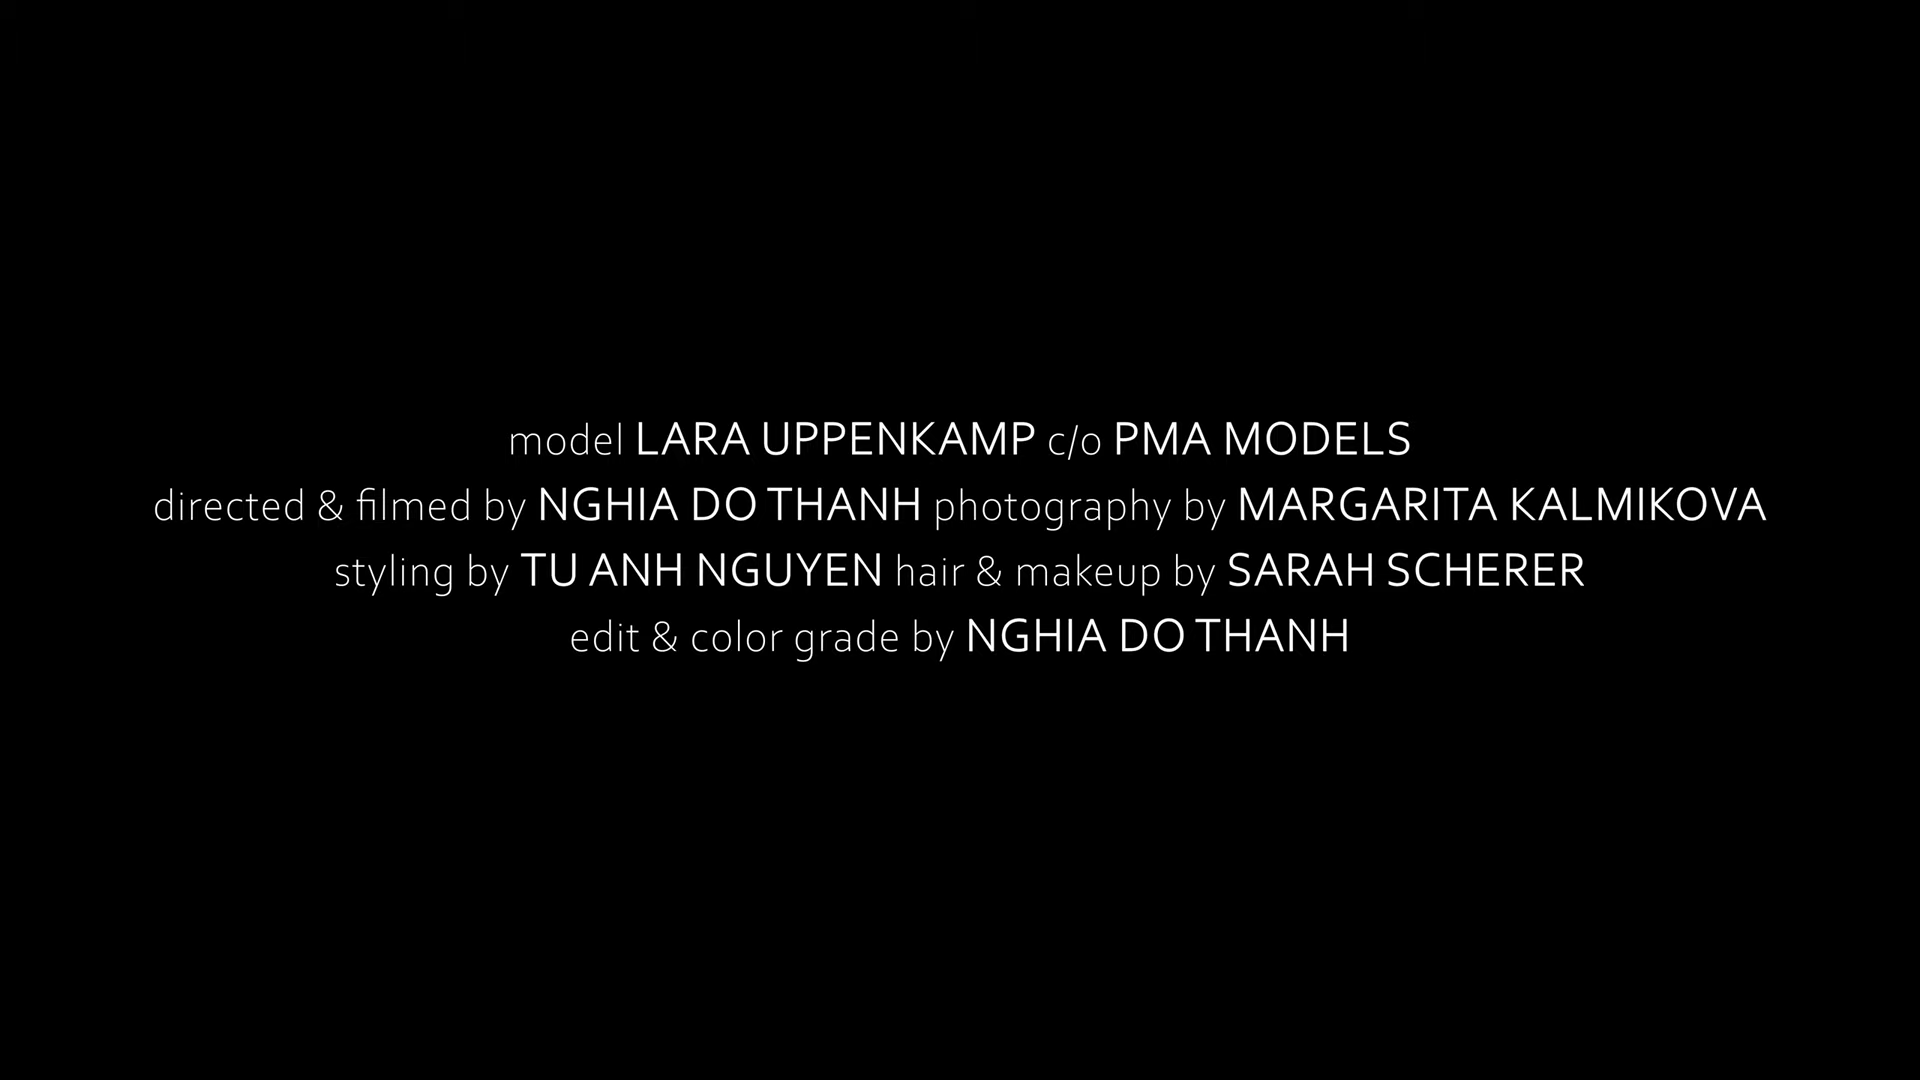 model LARA UPPENKAMP c/o PMA MODELS
directed & filmed by NGHIA DO THANH photography by MARGARITA KALMIKOVA
styling by TU ANH NGUYEN hair & makeup by SARAH SCHERER
edit & color grade by NGHIA DO THANH